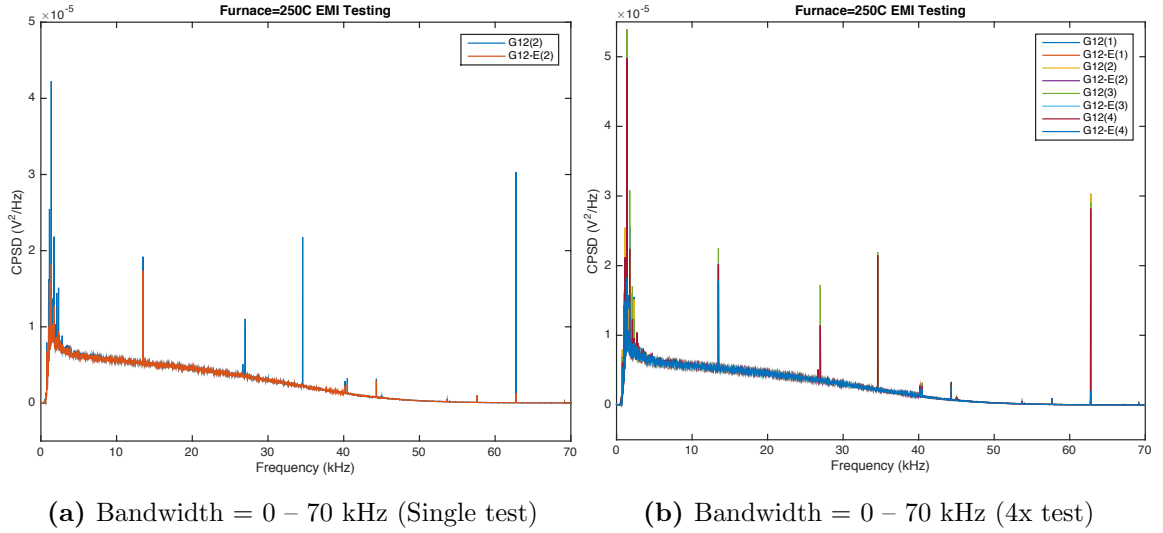 Furnace=250C EMI Testing
×10⁻⁵
5
4
3
2
1
0
CPSD (V²/Hz)
0 10 20 30 40 50 60 70
Frequency (kHz)
G12(2)
G12-E(2)
(a) Bandwidth = 0 – 70 kHz (Single test)
Furnace=250C EMI Testing
×10⁻⁵
5
4
3
2
1
0
CPSD (V²/Hz)
0 10 20 30 40 50 60 70
Frequency (kHz)
G12(1)
G12-E(1)
G12(2)
G12-E(2)
G12(3)
G12-E(3)
G12(4)
G12-E(4)
(b) Bandwidth = 0 – 70 kHz (4x test)